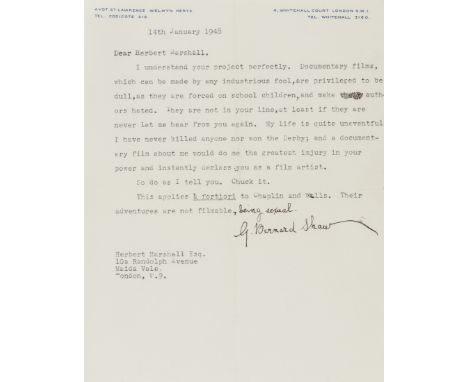 AYOT ST LAWRENCE. WELWYN. HERTS.
TEL. CODICOTE 218.
4, WHITEHALL COURT LONDON S.W.1.
TEL. WHITEHALL 3160.
14th January 1948
Dear Herbert Marshall,
I understand your project perfectly. Documentary films,
which can be made by any industrious fool, are privileged to be
dull, as they are forced on school children, and make auth-
ors hated. They are not in your line, at least if they are
never let me hear from you again. My life is quite uneventful
I have never killed anyone nor won the Derby; and a document-
ary film about me would do me the greatest injury in your
power and instantly declass you as a film artist.
So do as I tell you. Chuck it.
This applies à fortiori to Chaplin and Wells. Their
adventures are not filmable, being sexual.
G. Bernard Shaw
Herbert Marshall Esq.
10a Randolph Avenue
Maida Vale.
London, W.9.